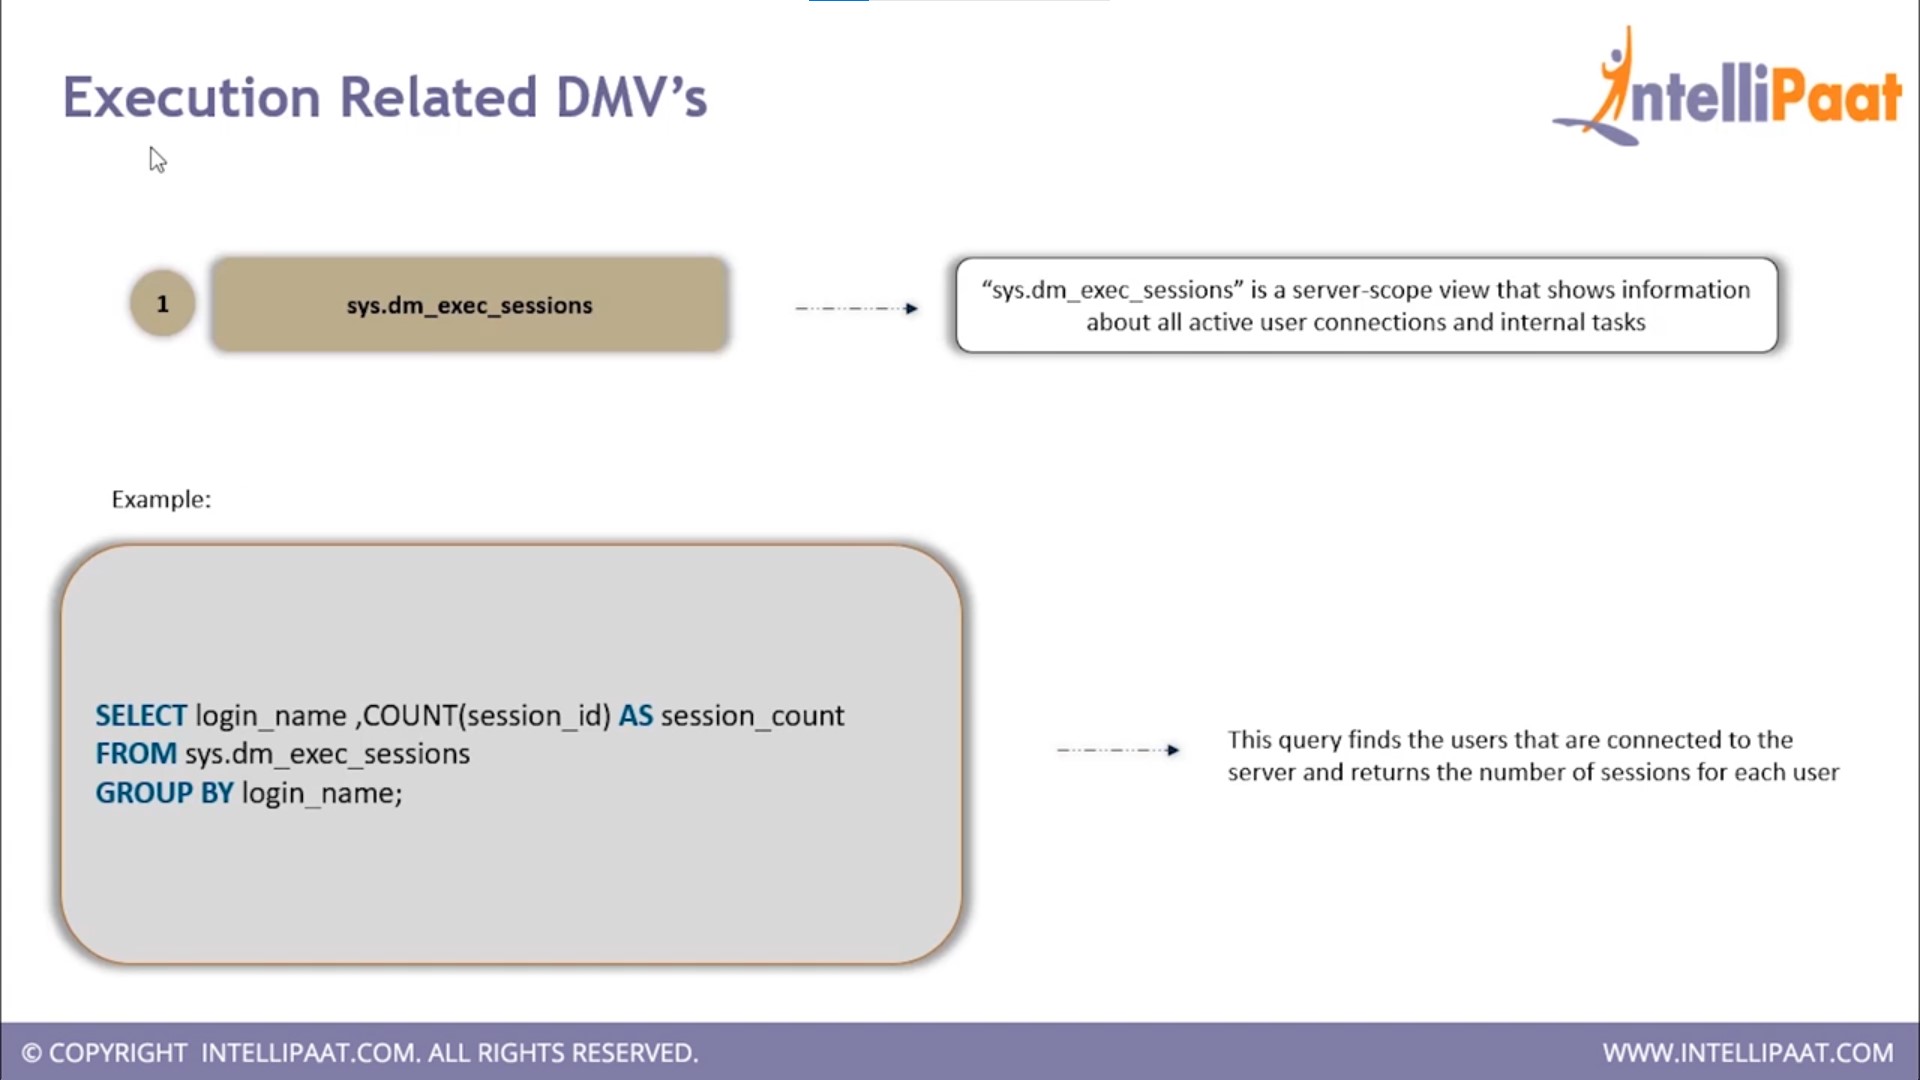 Execution Related DMV’s
IntelliPaat
1
sys.dm_exec_sessions
“sys.dm_exec_sessions” is a server-scope view that shows information
about all active user connections and internal tasks
Example:
SELECT login_name ,COUNT(session_id) AS session_count
FROM sys.dm_exec_sessions
GROUP BY login_name;
This query finds the users that are connected to the
server and returns the number of sessions for each user
© COPYRIGHT INTELLIPAAT.COM. ALL RIGHTS RESERVED.
WWW.INTELLIPAAT.COM